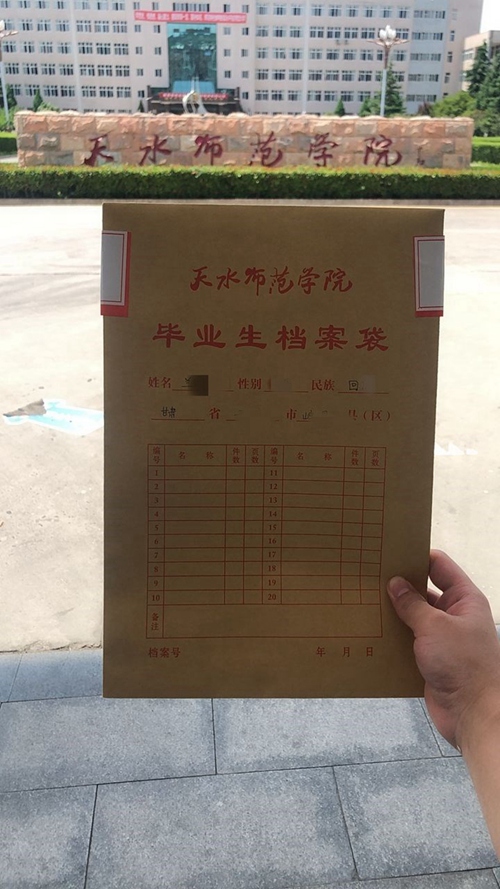 天水师范学院
天水师范学院
毕业生档案袋
姓名 性别 民族 回
甘肃 省 市 县（区）
编号 名 称 件数 页数 编号 名 称 件数 页数
1 11
2 12
3 13
4 14
5 15
6 16
7 17
8 18
9 19
10 20
备注
档案号 年 月 日